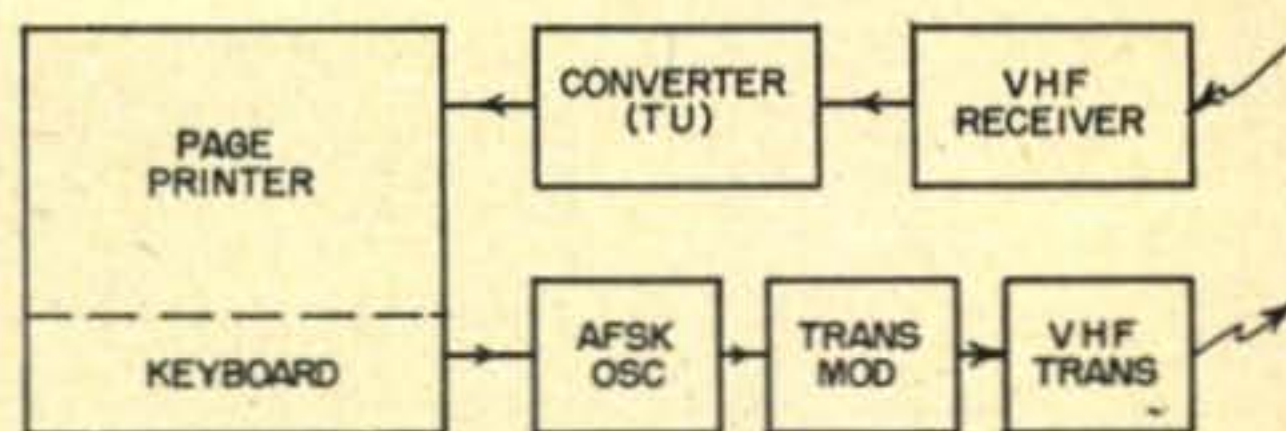 PAGE
PRINTER
CONVERTER
(TU)
VHF
RECEIVER
KEYBOARD
AFSK
OSC
TRANS
MOD
VHF
TRANS